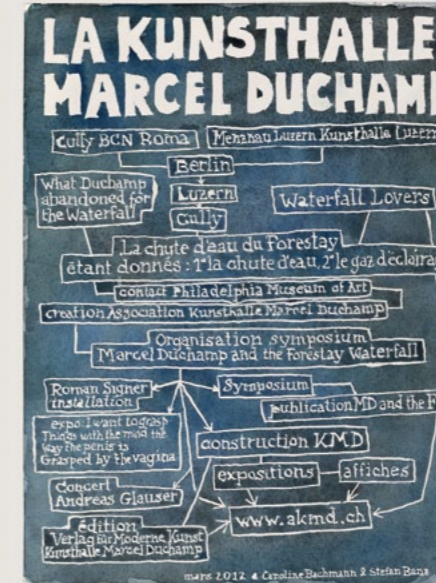 LA KUNSTHALLE
MARCEL DUCHAMP
Cully BCN Roma
Menznau Luzern Kunsthalle Luzern
Berlin
What Duchamp
abandoned for
the Waterfall
Luzern
Waterfall Lovers
Cully
La chute d'eau du Forestay
étant donnés : 1° la chute d'eau, 2° le gaz d'éclaira
contact Philadelphia Museum of Art
creation Association Kunsthalle Marcel Duchamp
Organisation symposium
Marcel Duchamp and the Forestay Waterfall
Roman Signer
installation
Symposium
publication MD and the F
expo: I want to grasp
Things with the mind the
way the penis is
Grasped by the vagina
construction KMD
expositions
affiches
Concert
Andreas Glauser
édition
Verlag für Moderne Kunst
Kunsthalle Marcel Duchamp
www.akmd.ch
mars 2012 & Caroline Bachmann & Stefan Banz